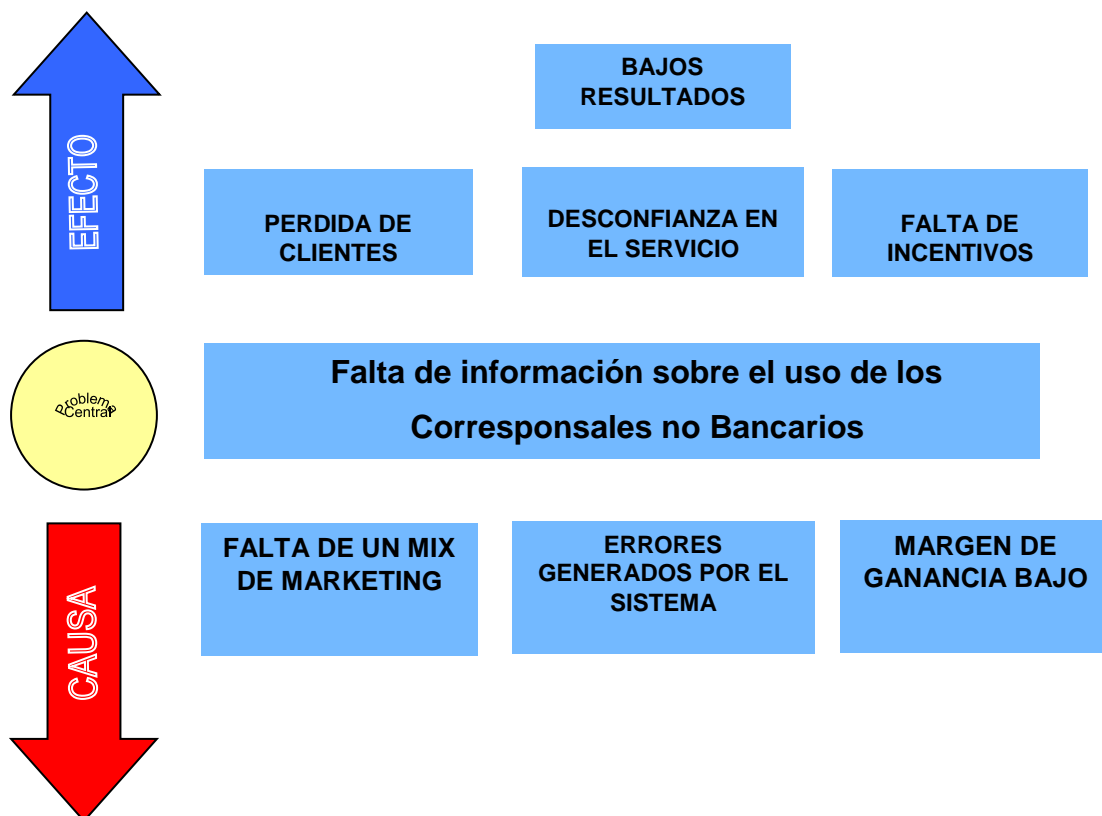 BAJOS
RESULTADOS
EFECTO
PERDIDA DE
CLIENTES
DESCONFIANZA EN
EL SERVICIO
FALTA DE
INCENTIVOS
Problema
Central
Falta de información sobre el uso de los
Corresponsales no Bancarios
CAUSA
FALTA DE UN MIX
DE MARKETING
ERRORES
GENERADOS POR EL
SISTEMA
MARGEN DE
GANANCIA BAJO